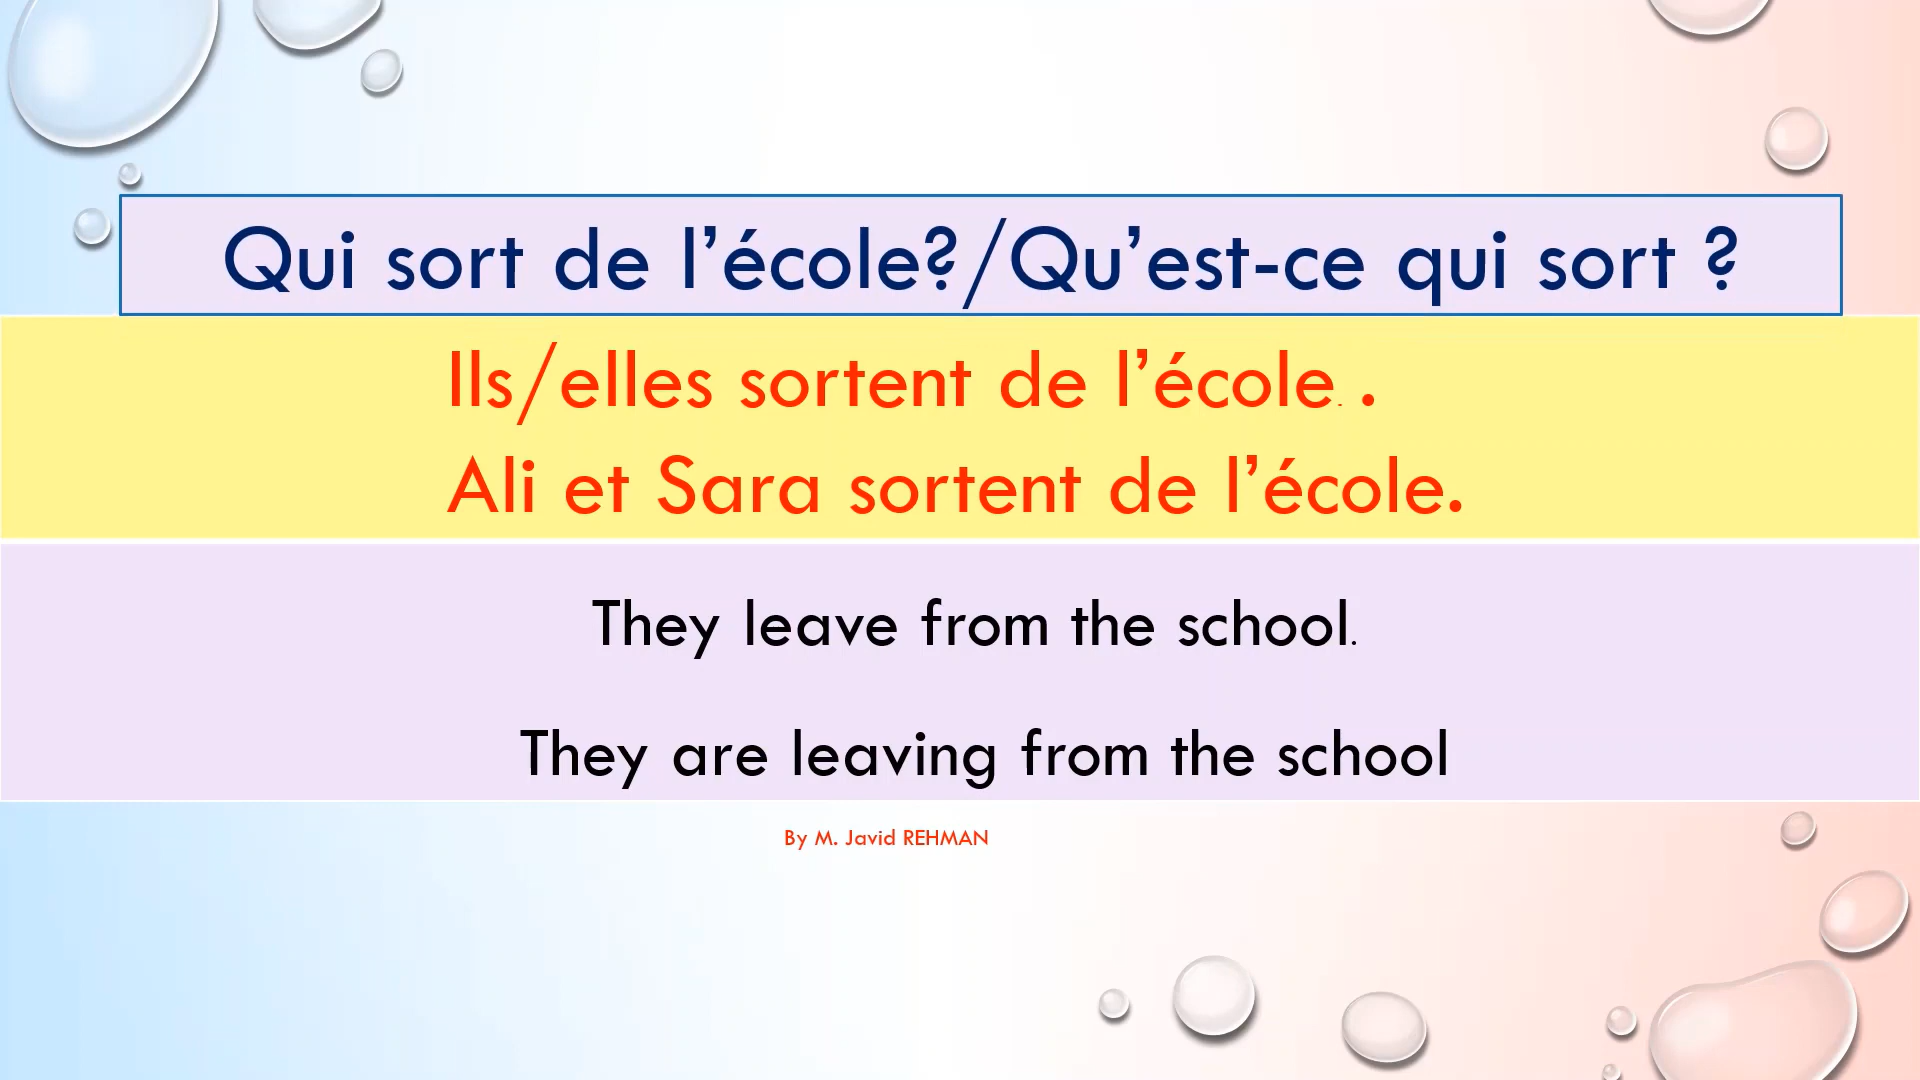 Qui sort de l’école?/Qu’est-ce qui sort ?
Ils/elles sortent de l’école. .
Ali et Sara sortent de l’école.
They leave from the school.
They are leaving from the school
By M. Javid REHMAN